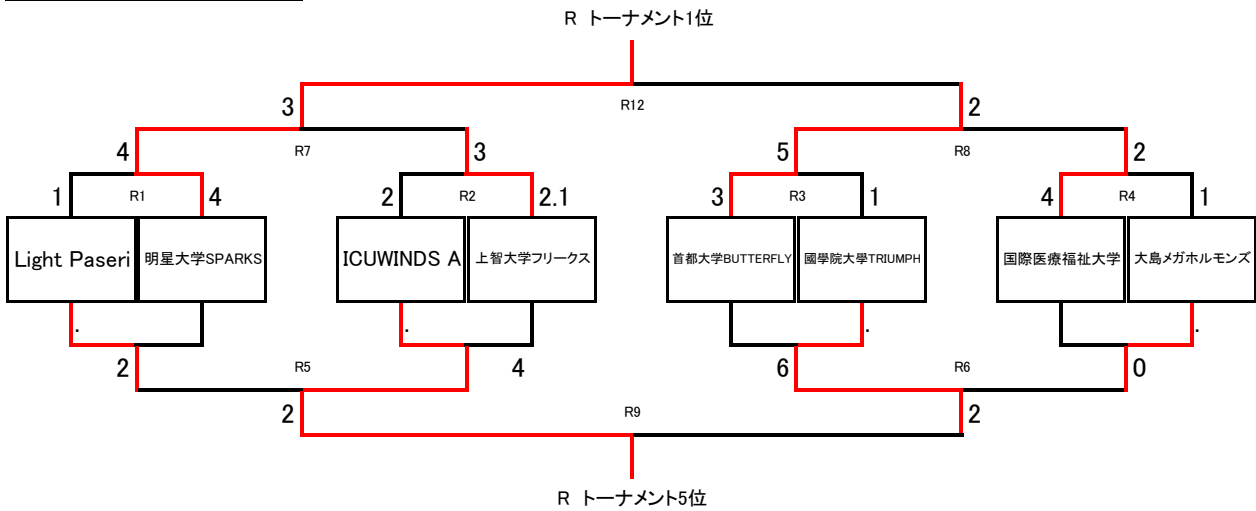 R トーナメント1位
3 R12 2
4 R7 3 5 R8 2
1 R1 4 2 R2 2.1 3 R3 1 4 R4 1
Light Paseri 明星大学SPARKS ICUWINDS A 上智大学フリークス 首都大学BUTTERFLY 國學院大學TRIUMPH 国際医療福祉大学 大島メガホルモンズ
. . . .
2 R5 4 6 R6 0
2 R9 2
R トーナメント5位